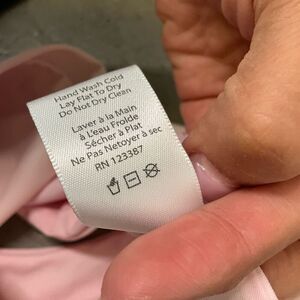 Hand Wash Cold
Lay Flat To Dry
Do Not Dry Clean
Laver à la Main
à L'eau Froide
Sécher à Plat
Ne Pas Netoyer à sec
RN 123387